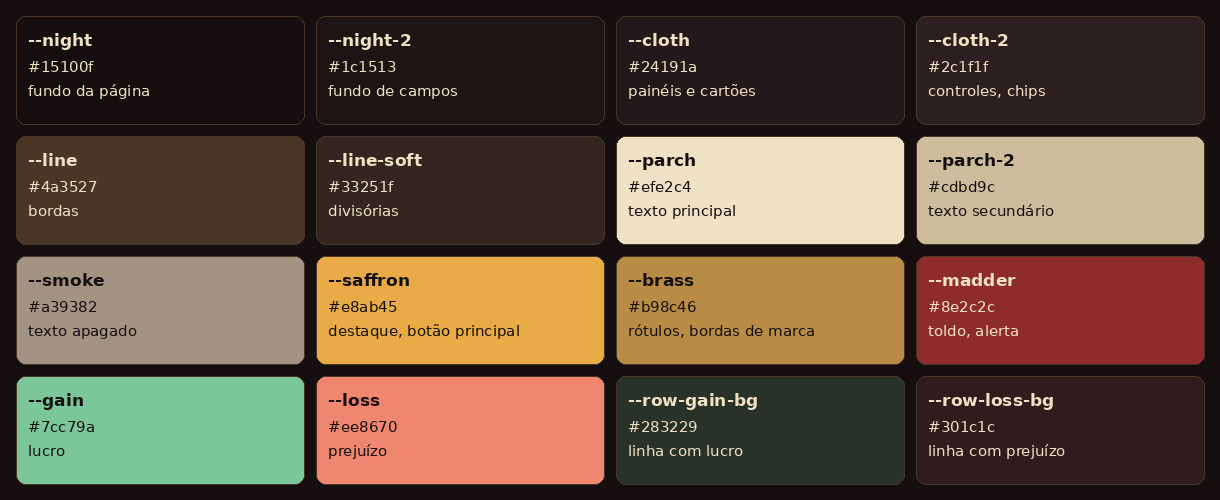 --night
#15100f
fundo da página
--night-2
#1c1513
fundo de campos
--cloth
#24191a
painéis e cartões
--cloth-2
#2c1f1f
controles, chips
--line
#4a3527
bordas
--line-soft
#33251f
divisórias
--parch
#efe2c4
texto principal
--parch-2
#cdbd9c
texto secundário
--smoke
#a39382
texto apagado
--saffron
#e8ab45
destaque, botão principal
--brass
#b98c46
rótulos, bordas de marca
--madder
#8e2c2c
toldo, alerta
--gain
#7cc79a
lucro
--loss
#ee8670
prejuízo
--row-gain-bg
#283229
linha com lucro
--row-loss-bg
#301c1c
linha com prejuízo